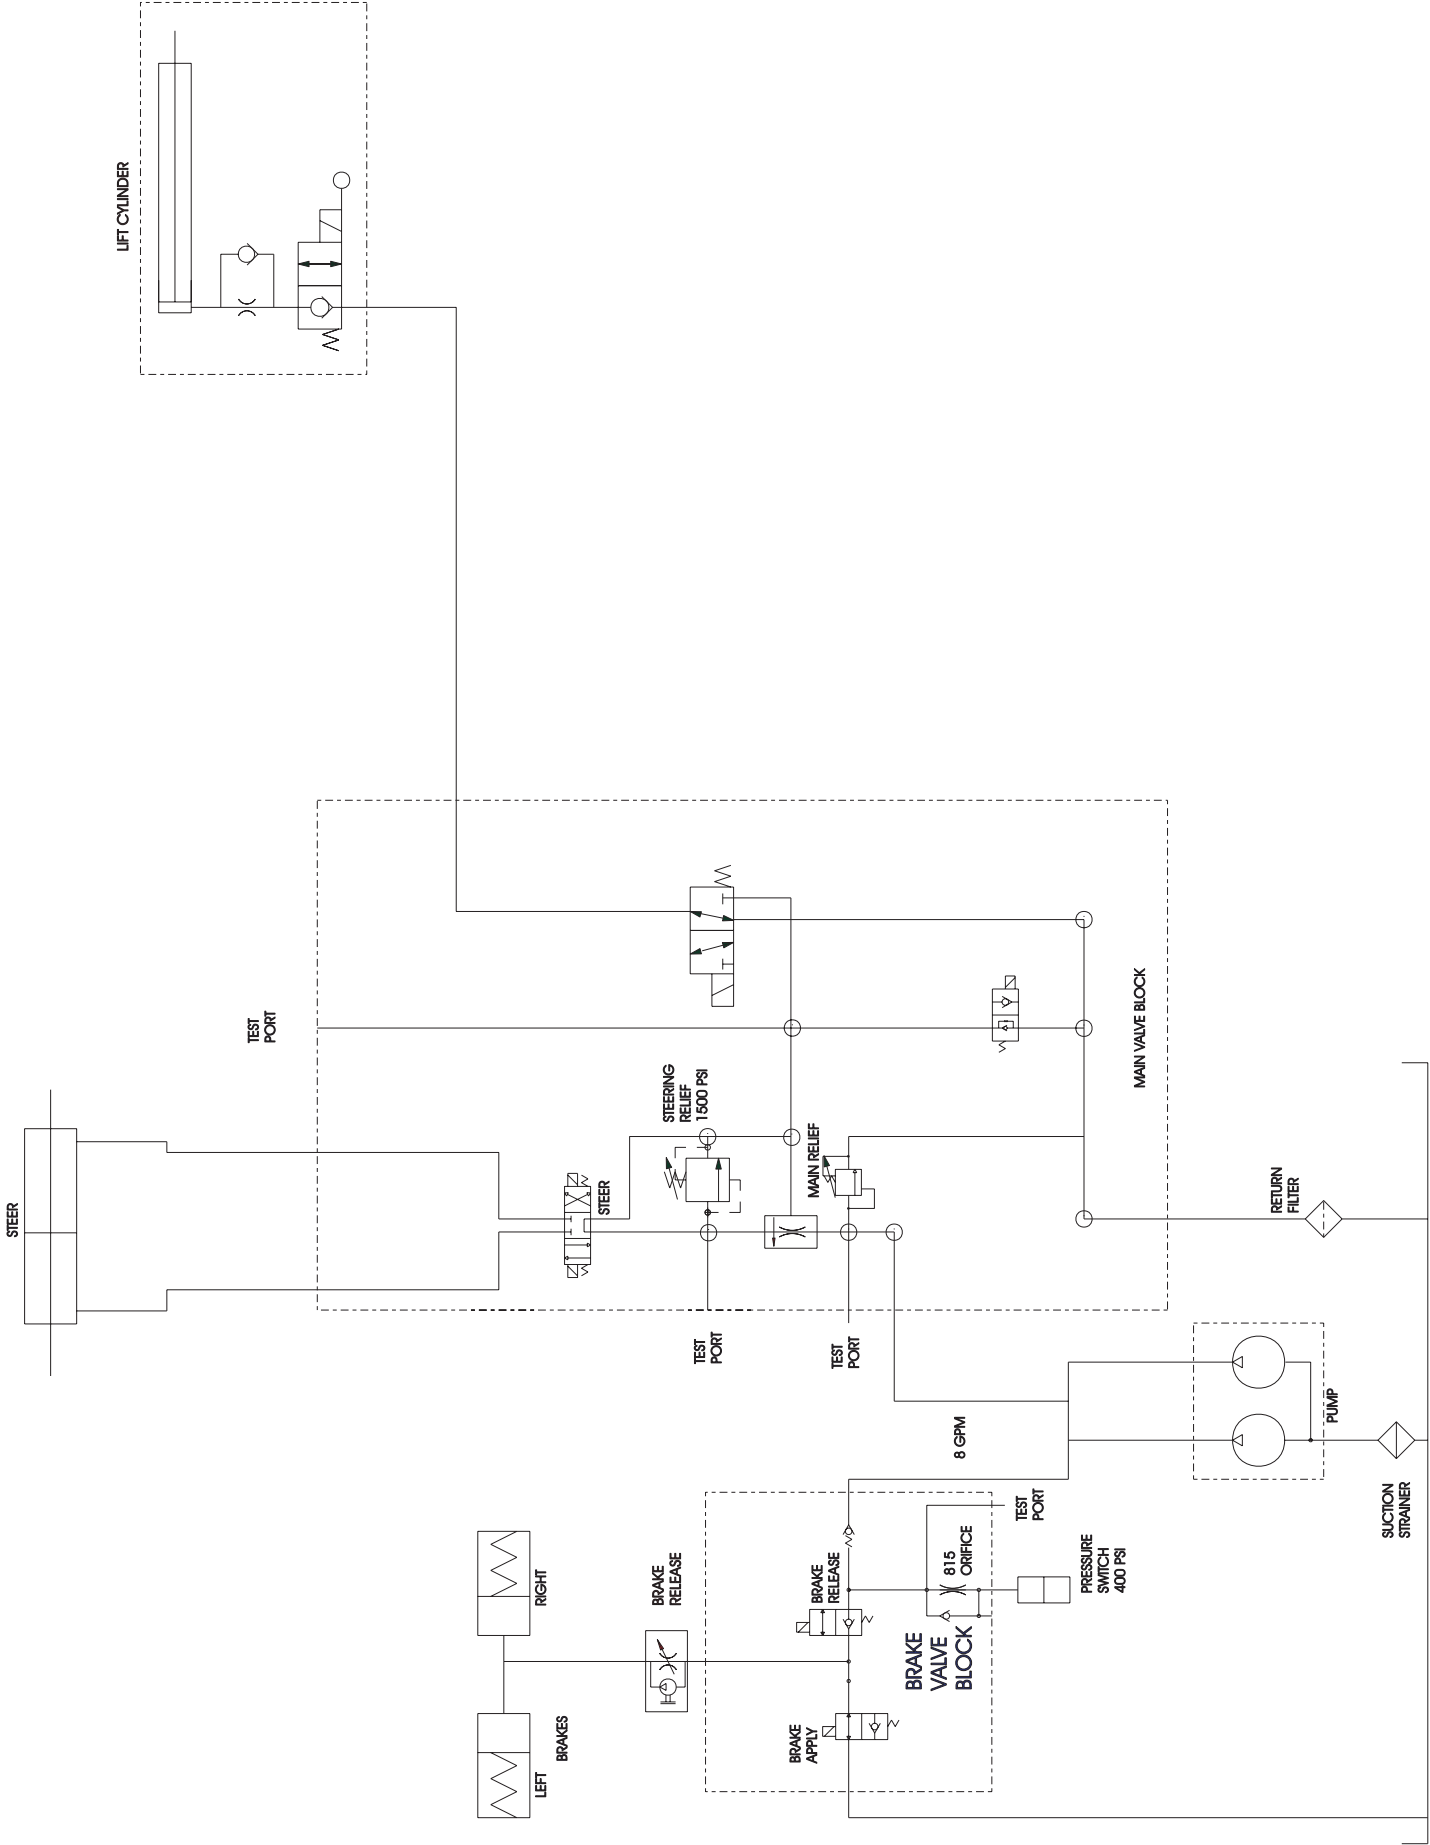 LIFT CYLINDER
STEER
TEST
PORT
STEERING
RELIEF
1500 PSI
STEER
MAIN RELIEF
MAIN VALVE BLOCK
TEST
PORT
TEST
PORT
RETURN
FILTER
PUMP
8 GPM
SUCTION
STRAINER
TEST
PORT
815
ORIFICE
PRESSURE
SWITCH
400 PSI
BRAKE
RELEASE
BRAKE
RELEASE
BRAKE
VALVE
BLOCK
BRAKE
APPLY
RIGHT
BRAKES
LEFT